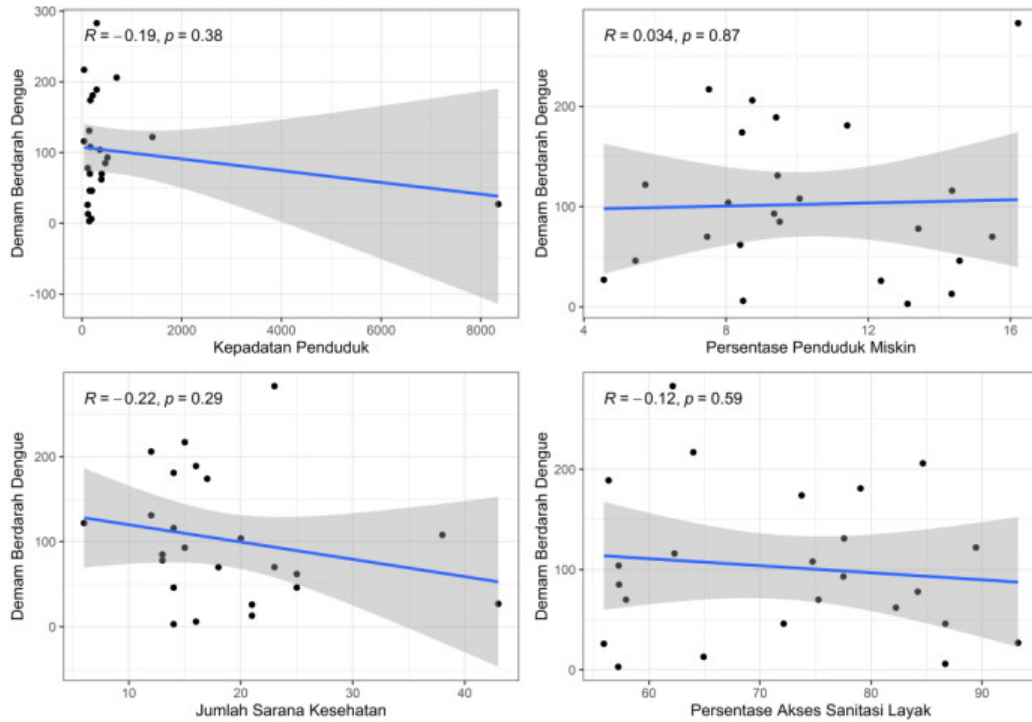 R = −0.19, p = 0.38
300
200
100
0
-100
Demam Berdarah Dengue
0 2000 4000 6000 8000
Kepadatan Penduduk
R = 0.034, p = 0.87
200
100
0
Demam Berdarah Dengue
4 8 12 16
Persentase Penduduk Miskin
R = −0.22, p = 0.29
200
100
0
Demam Berdarah Dengue
10 20 30 40
Jumlah Sarana Kesehatan
R = −0.12, p = 0.59
200
100
0
Demam Berdarah Dengue
60 70 80 90
Persentase Akses Sanitasi Layak